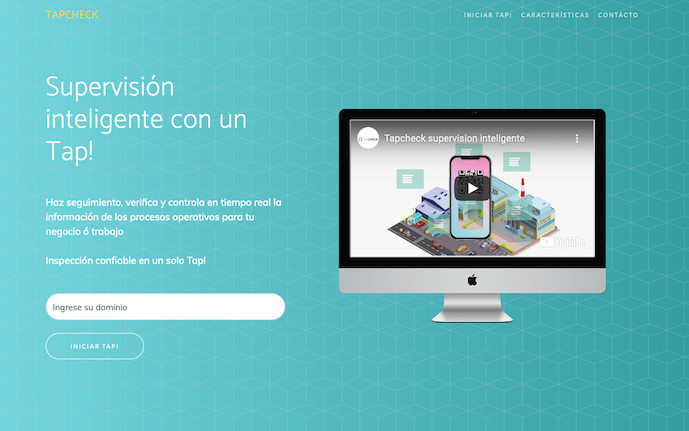 TAPCHECK
INICIAR TAP!
CARACTERÍSTICAS
CONTÁCTO
Supervisión
inteligente con un
Tap!
Haz seguimiento, verifica y controla en tiempo real la
información de los procesos operativos para tu
negocio ó trabajo
Inspección confiable en un solo Tap!
Ingrese su dominio
INICIAR TAP!
Tapcheck supervision inteligente
YouTube